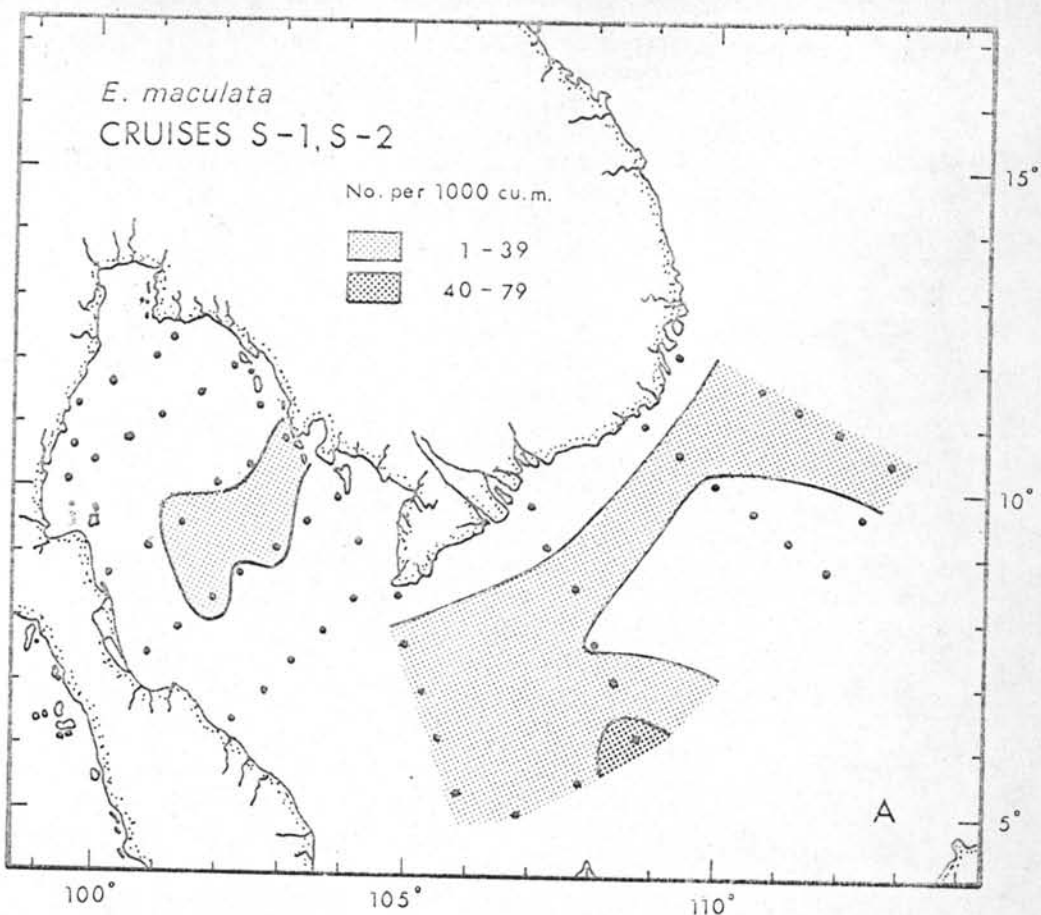 E. maculata
CRUISES S-1, S-2
No. per 1000 cu.m.
1-39
40-79
15°
10°
A
5°
100°
105°
110°